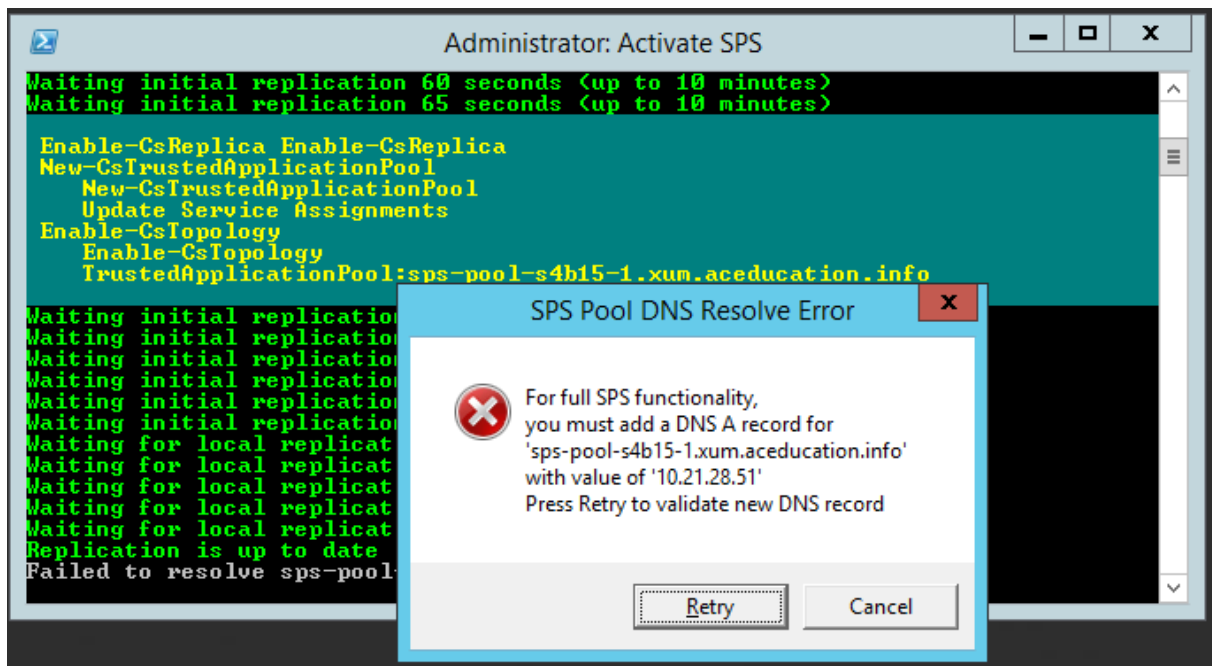 Administrator: Activate SPS
Waiting initial replication 60 seconds (up to 10 minutes)
Waiting initial replication 65 seconds (up to 10 minutes)
Enable-CsReplica Enable-CsReplica
New-CsTrustedApplicationPool
New-CsTrustedApplicationPool
Update Service Assignments
Enable-CsTopology
Enable-CsTopology
TrustedApplicationPool:sps-pool-s4b15-1.xum.aceducation.info
Waiting initial replication
Waiting initial replication
Waiting initial replication
Waiting initial replication
Waiting initial replication
Waiting initial replication
Waiting for local replicat
Waiting for local replicat
Waiting for local replicat
Waiting for local replicat
Waiting for local replicat
Replication is up to date
Failed to resolve sps-pool-
SPS Pool DNS Resolve Error
For full SPS functionality,
you must add a DNS A record for
'sps-pool-s4b15-1.xum.aceducation.info'
with value of '10.21.28.51'
Press Retry to validate new DNS record
Retry
Cancel